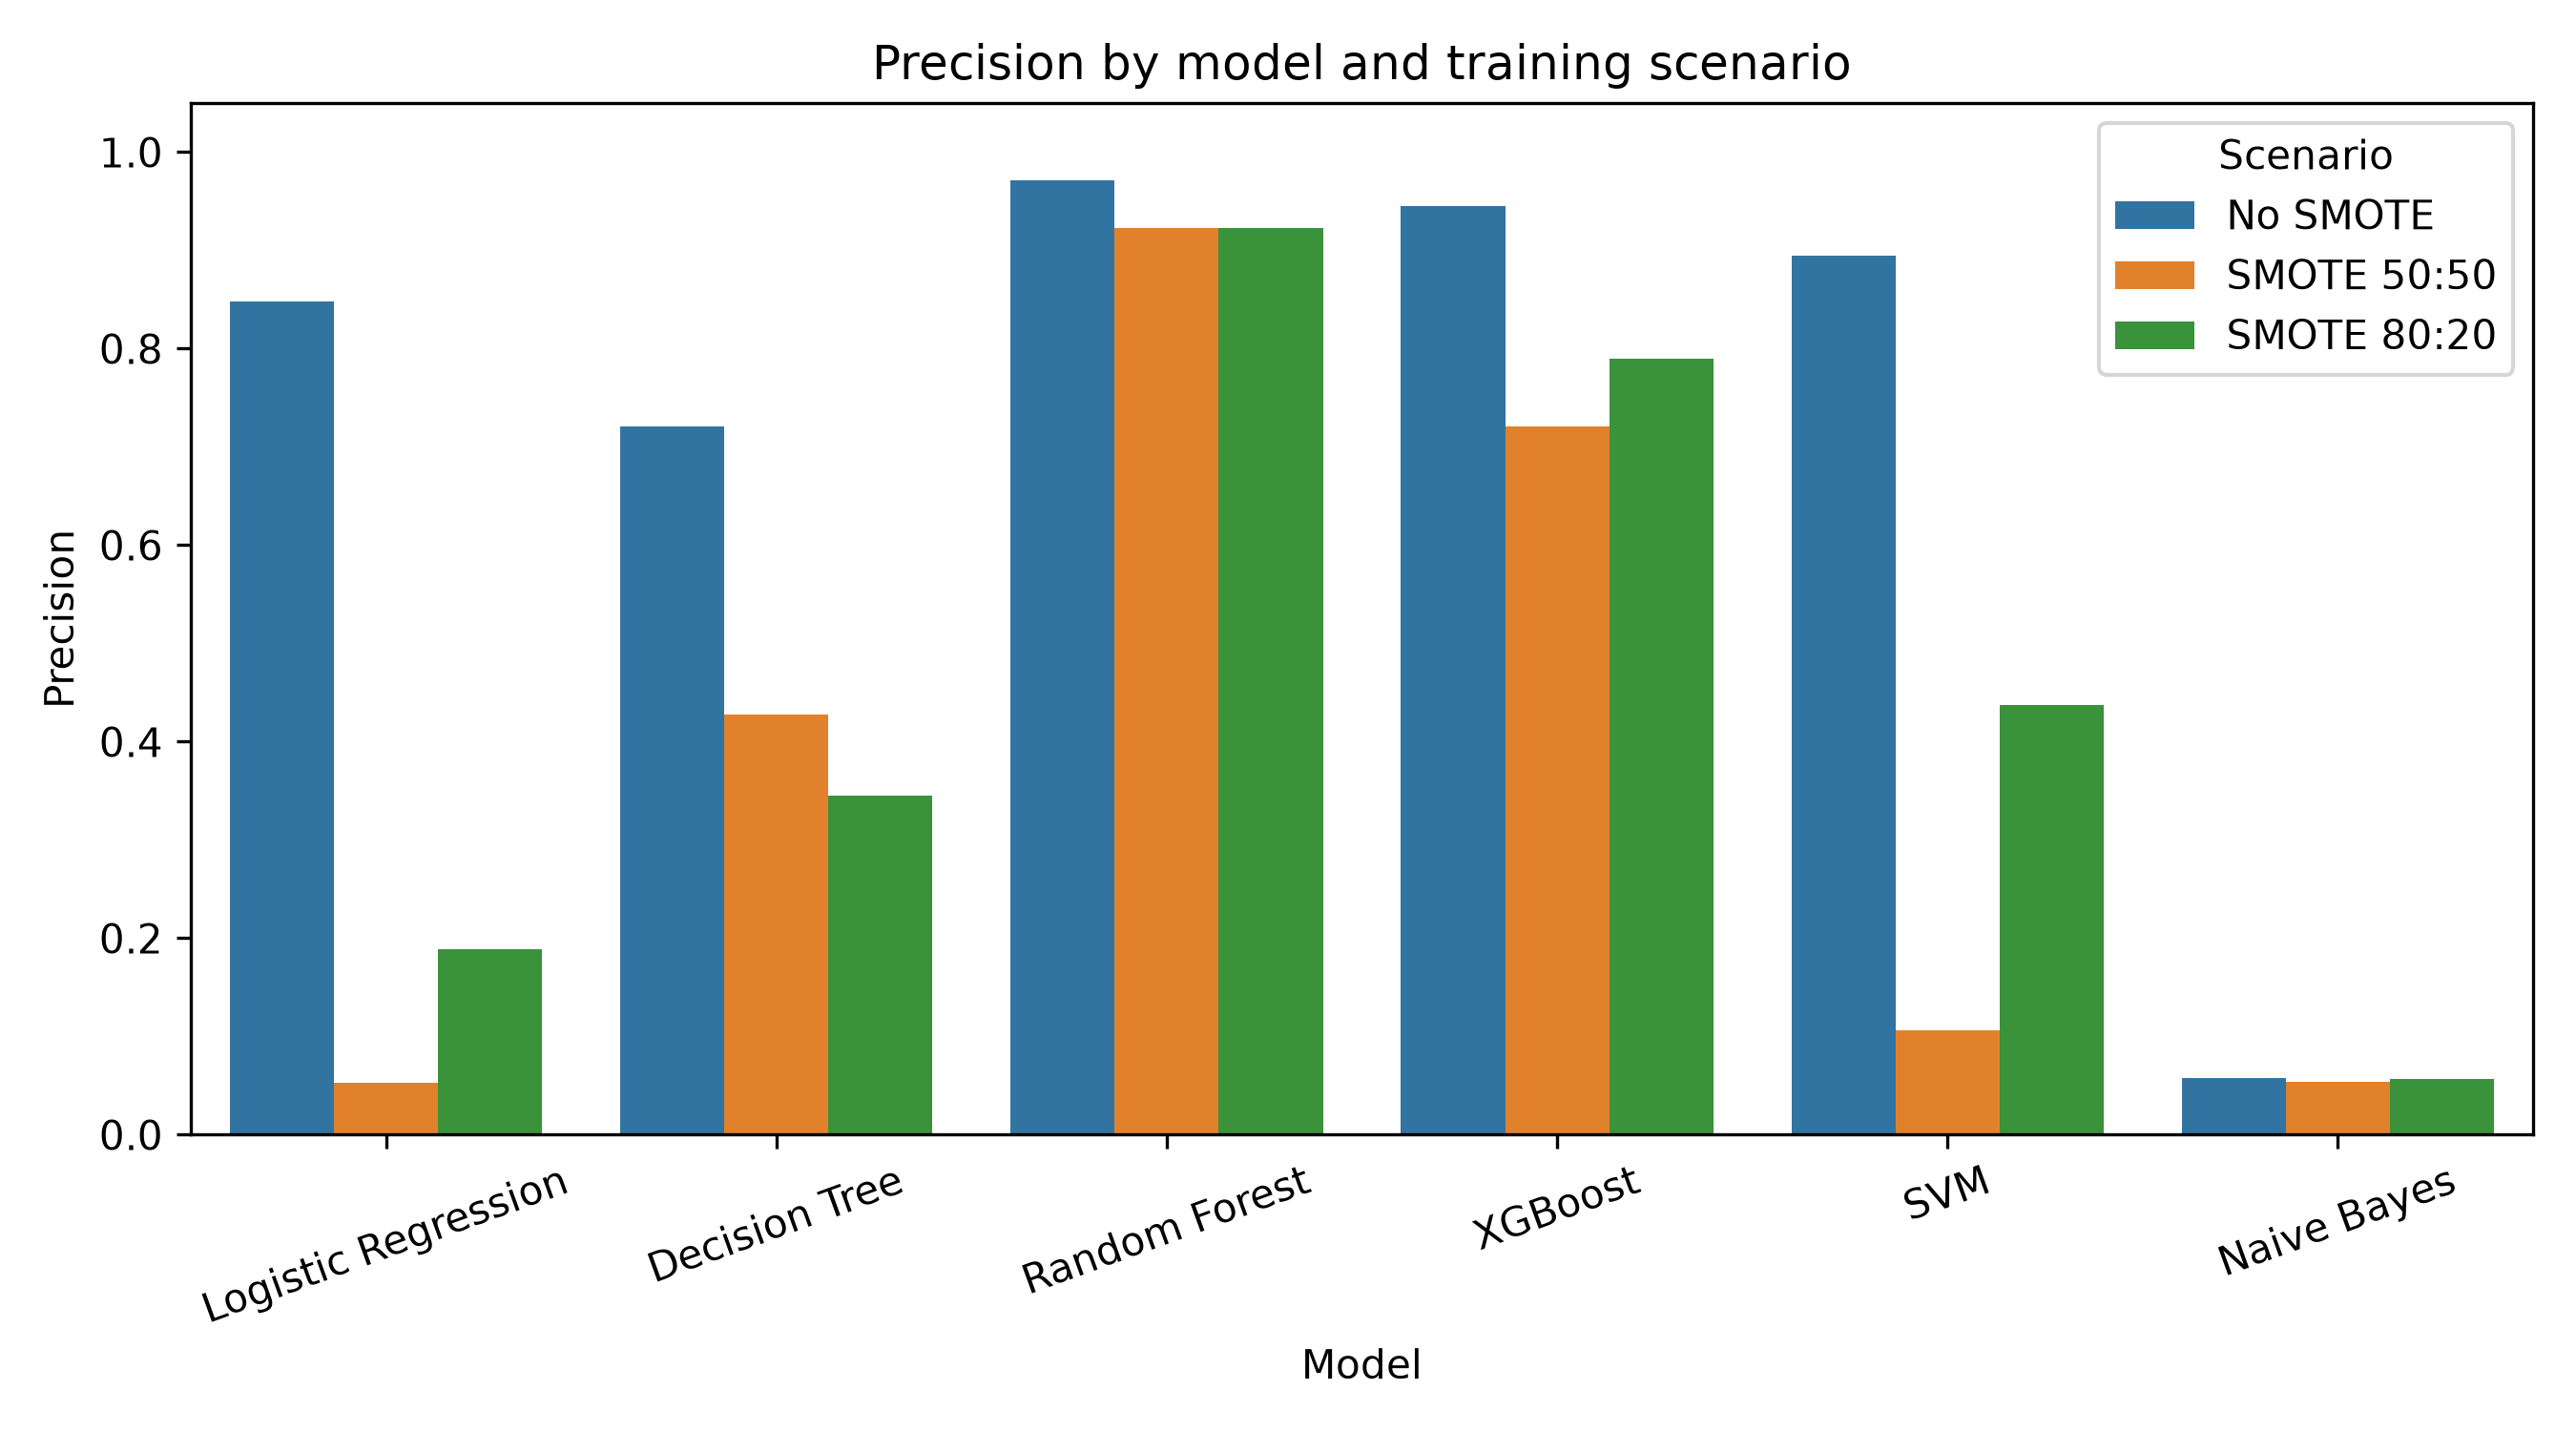 Precision by model and training scenario
Scenario
No SMOTE
SMOTE 50:50
SMOTE 80:20
Precision
1.0
0.8
0.6
0.4
0.2
0.0
Logistic Regression
Decision Tree
Random Forest
XGBoost
SVM
Naive Bayes
Model